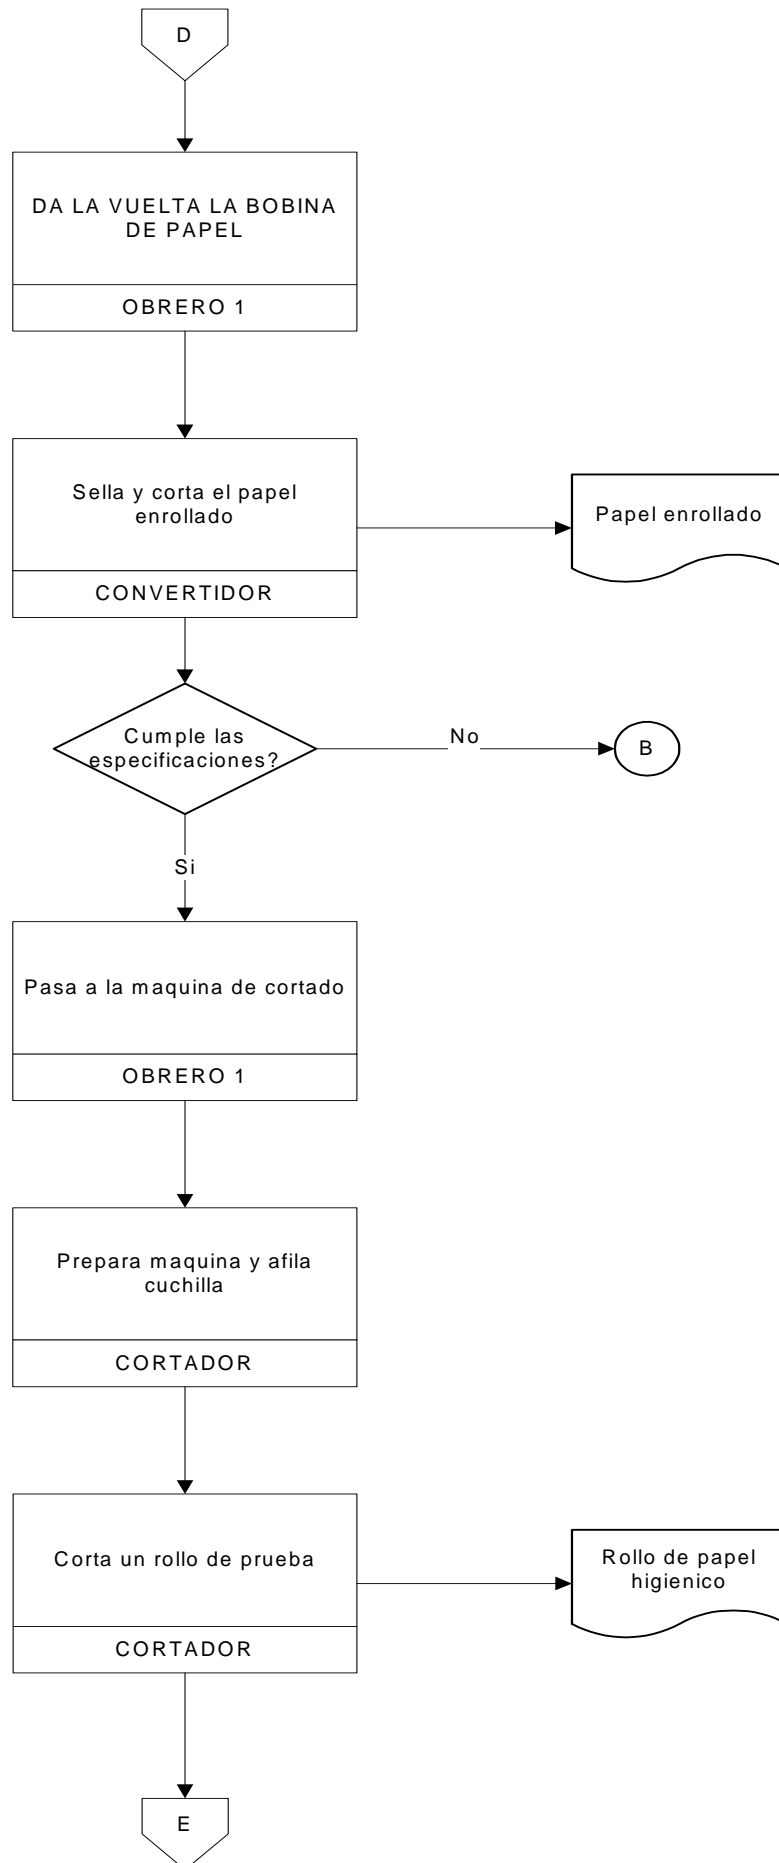 D
DA LA VUELTA LA BOBINA
DE PAPEL
OBRERO 1
Sella y corta el papel
enrollado
CONVERTIDOR
Papel enrollado
Cumple las
especificaciones?
No
B
Si
Pasa a la maquina de cortado
OBRERO 1
Prepara maquina y afila
cuchilla
CORTADOR
Corta un rollo de prueba
CORTADOR
Rollo de papel
higienico
E